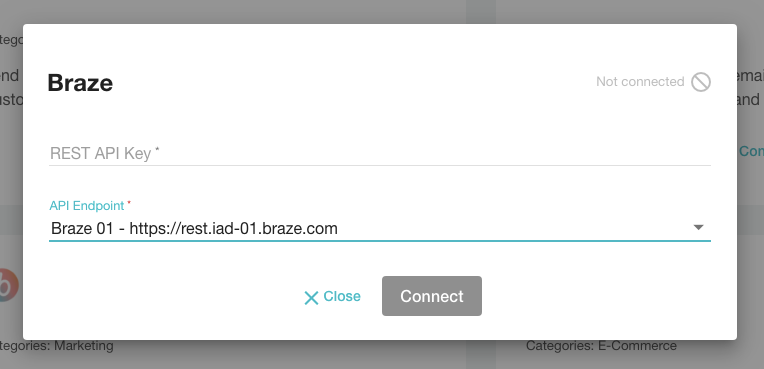 Braze
Not connected
REST API Key *
API Endpoint *
Braze 01 - https://rest.iad-01.braze.com
Close
Connect
Categories: E-Commerce
Marketing
and